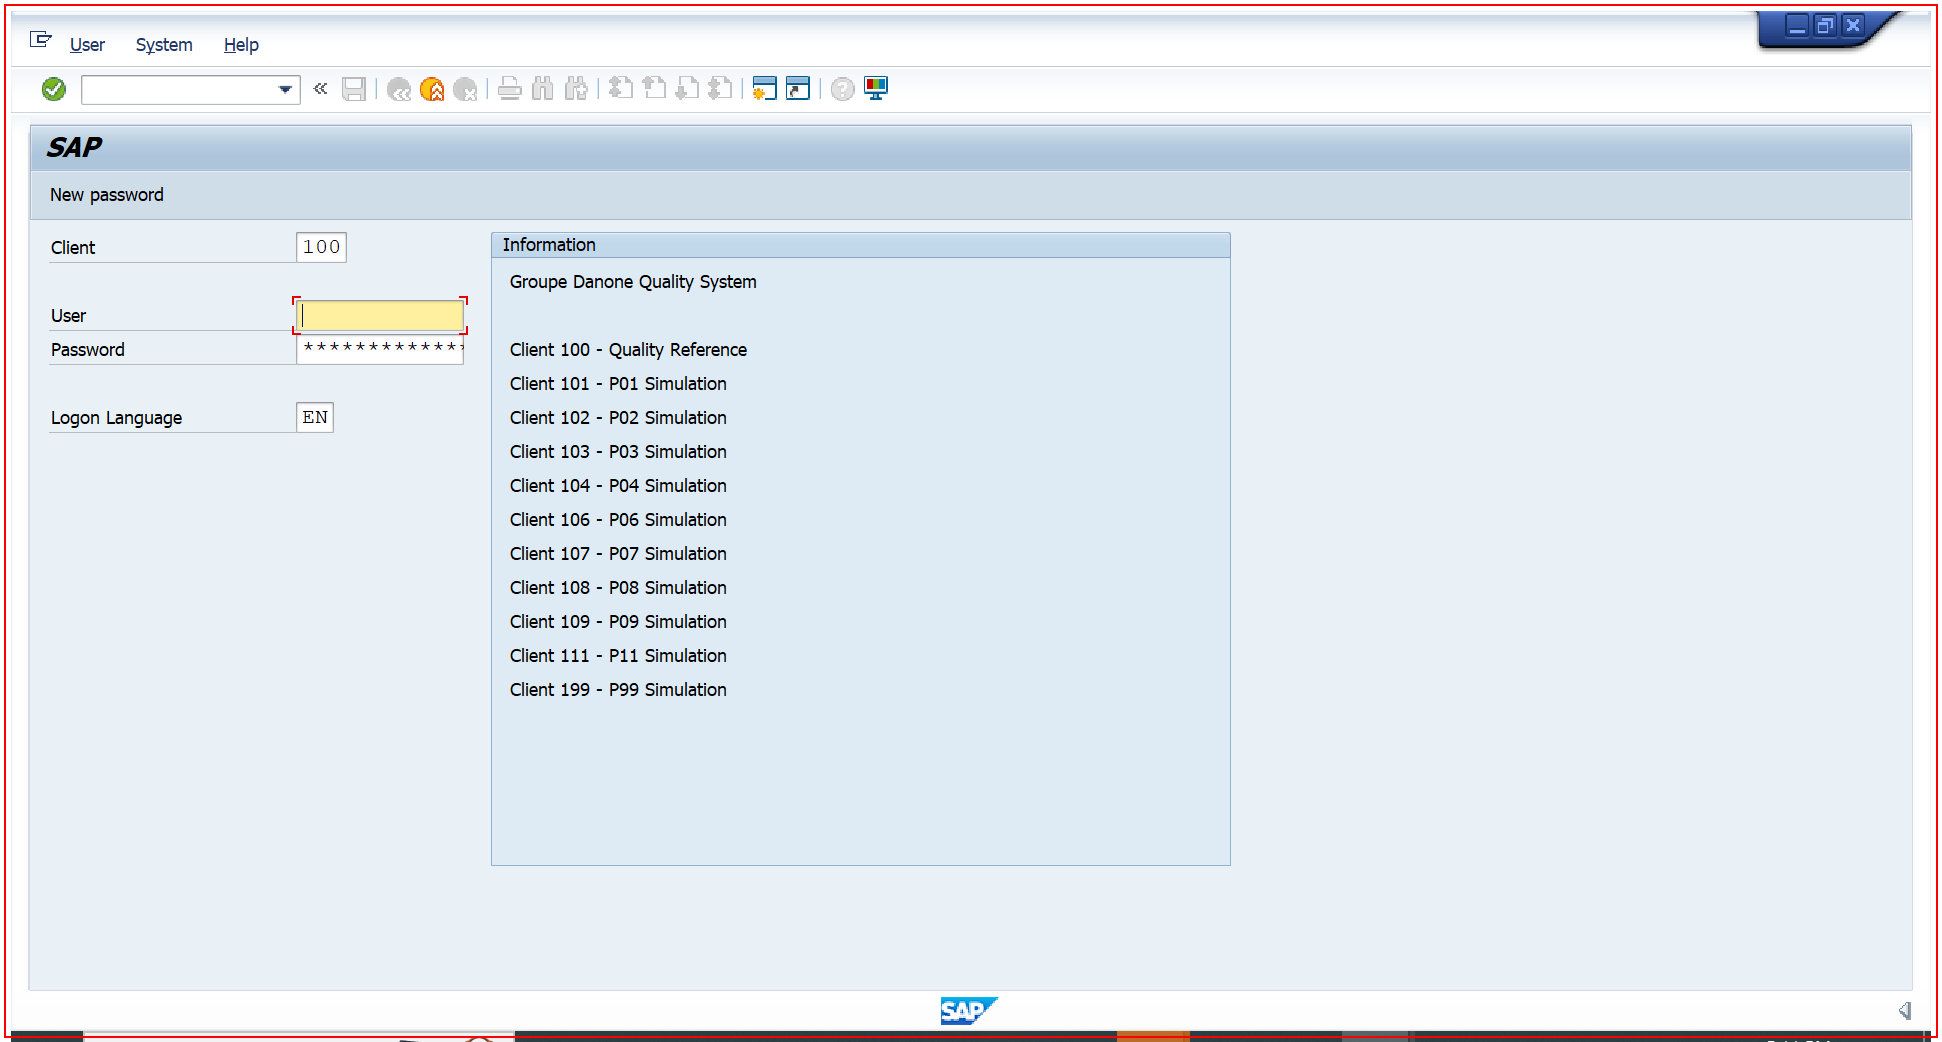 User System Help
SAP
New password
Client 100
User
Password *************
Logon Language EN
Information
Groupe Danone Quality System
Client 100 - Quality Reference
Client 101 - P01 Simulation
Client 102 - P02 Simulation
Client 103 - P03 Simulation
Client 104 - P04 Simulation
Client 106 - P06 Simulation
Client 107 - P07 Simulation
Client 108 - P08 Simulation
Client 109 - P09 Simulation
Client 111 - P11 Simulation
Client 199 - P99 Simulation
SAP